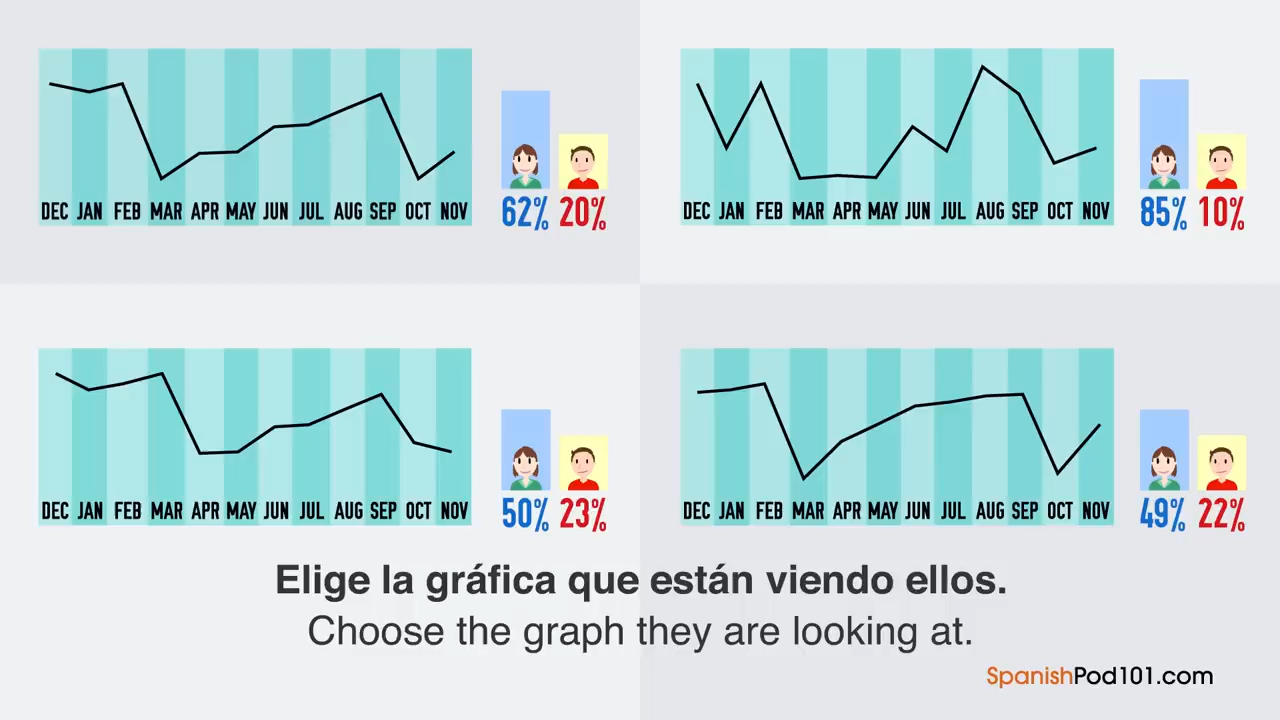 DEC JAN FEB MAR APR MAY JUN JUL AUG SEP OCT NOV
62% 20%
DEC JAN FEB MAR APR MAY JUN JUL AUG SEP OCT NOV
85% 10%
DEC JAN FEB MAR APR MAY JUN JUL AUG SEP OCT NOV
50% 23%
DEC JAN FEB MAR APR MAY JUN JUL AUG SEP OCT NOV
49% 22%
Elige la gráfica que están viendo ellos.
Choose the graph they are looking at.
SpanishPod101.com